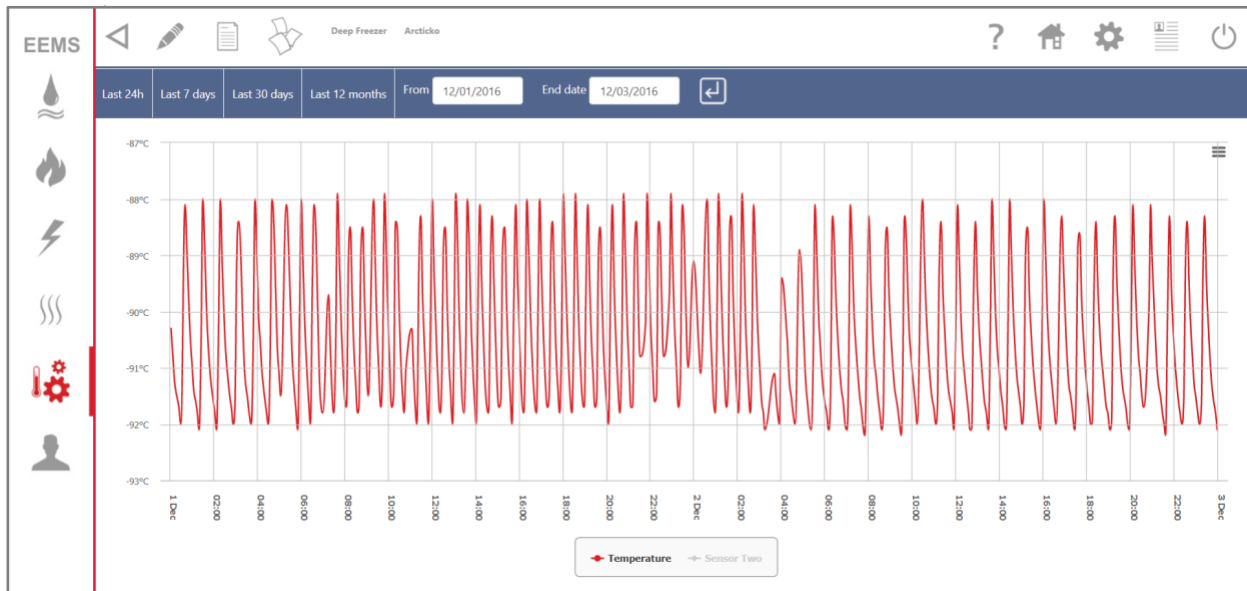 EEMS
Deep Freezer Arcticko
?
Last 24h Last 7 days Last 30 days Last 12 months From 12/01/2016 End date 12/03/2016
-87°C
-88°C
-89°C
-90°C
-91°C
-92°C
-93°C
1 Dec 02:00 04:00 06:00 08:00 10:00 12:00 14:00 16:00 18:00 20:00 22:00 2 Dec 02:00 04:00 06:00 08:00 10:00 12:00 14:00 16:00 18:00 20:00 22:00 3 Dec
Temperature Sensor Two